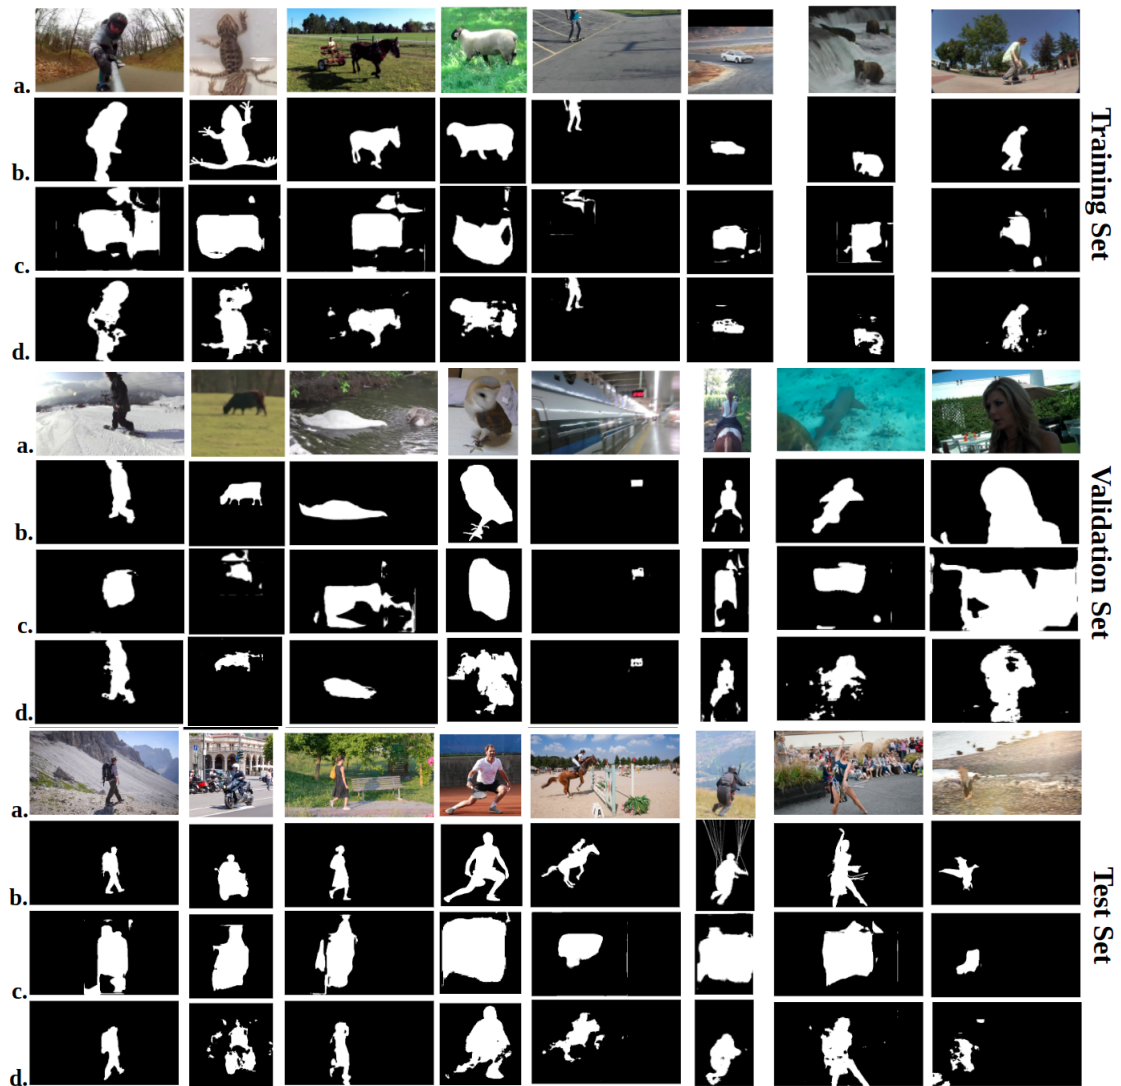 a.
b.
c.
d.
Training Set
a.
b.
c.
d.
Validation Set
a.
b.
c.
d.
Test Set